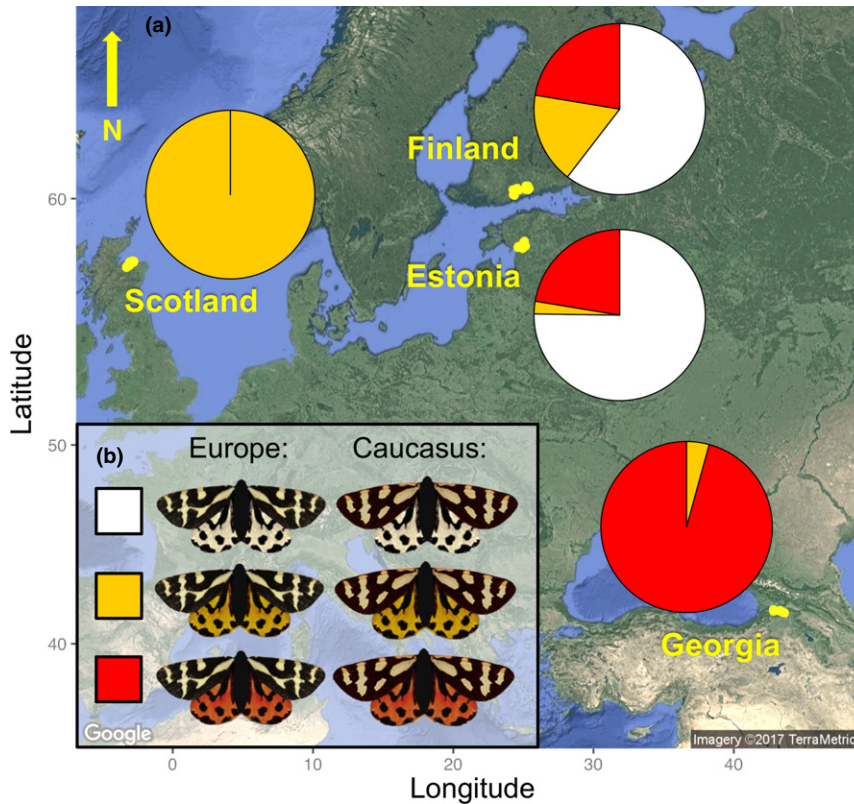 (a)
N
Finland
Estonia
Scotland
Georgia
Latitude
60
50
40
(b)
Europe:
Caucasus:
Google
Imagery ©2017 TerraMetric
0
10
20
30
40
Longitude